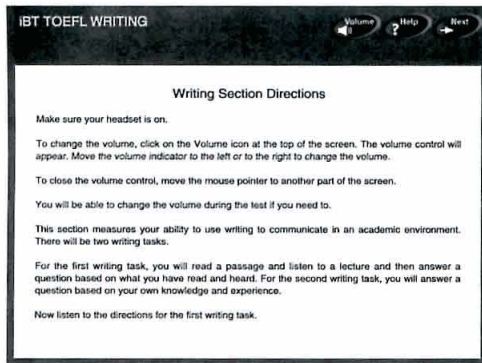 iBT TOEFL WRITING
Volume
Help
Next
Writing Section Directions
Make sure your headset is on.
To change the volume, click on the Volume icon at the top of the screen. The volume control will
appear. Move the volume indicator to the left or to the right to change the volume.
To close the volume control, move the mouse pointer to another part of the screen.
You will be able to change the volume during the test if you need to.
This section measures your ability to use writing to communicate in an academic environment.
There will be two writing tasks.
For the first writing task, you will read a passage and listen to a lecture and then answer a
question based on what you have read and heard. For the second writing task, you will answer a
question based on your own knowledge and experience.
Now listen to the directions for the first writing task.